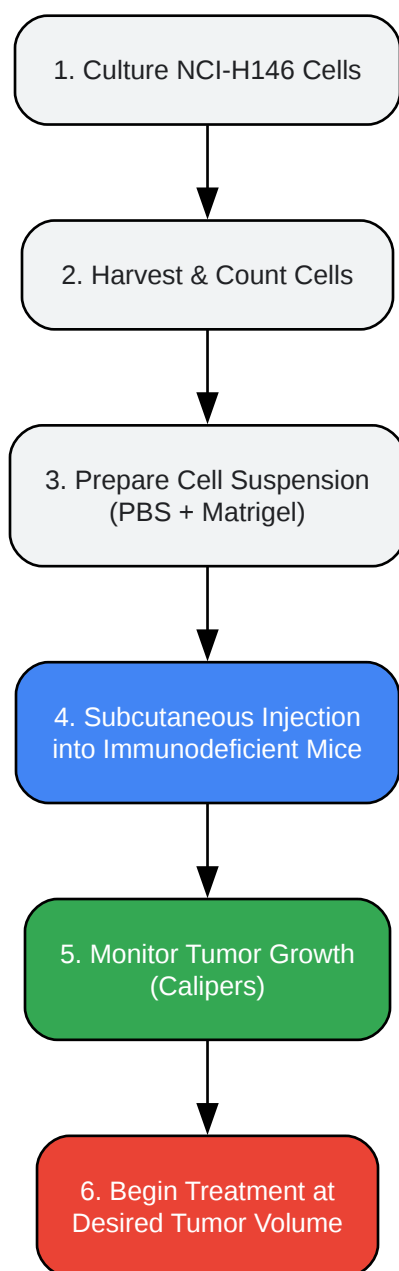 1. Culture NCI-H146 Cells
2. Harvest & Count Cells
3. Prepare Cell Suspension
(PBS + Matrigel)
4. Subcutaneous Injection
into Immunodeficient Mice
5. Monitor Tumor Growth
(Calipers)
6. Begin Treatment at
Desired Tumor Volume